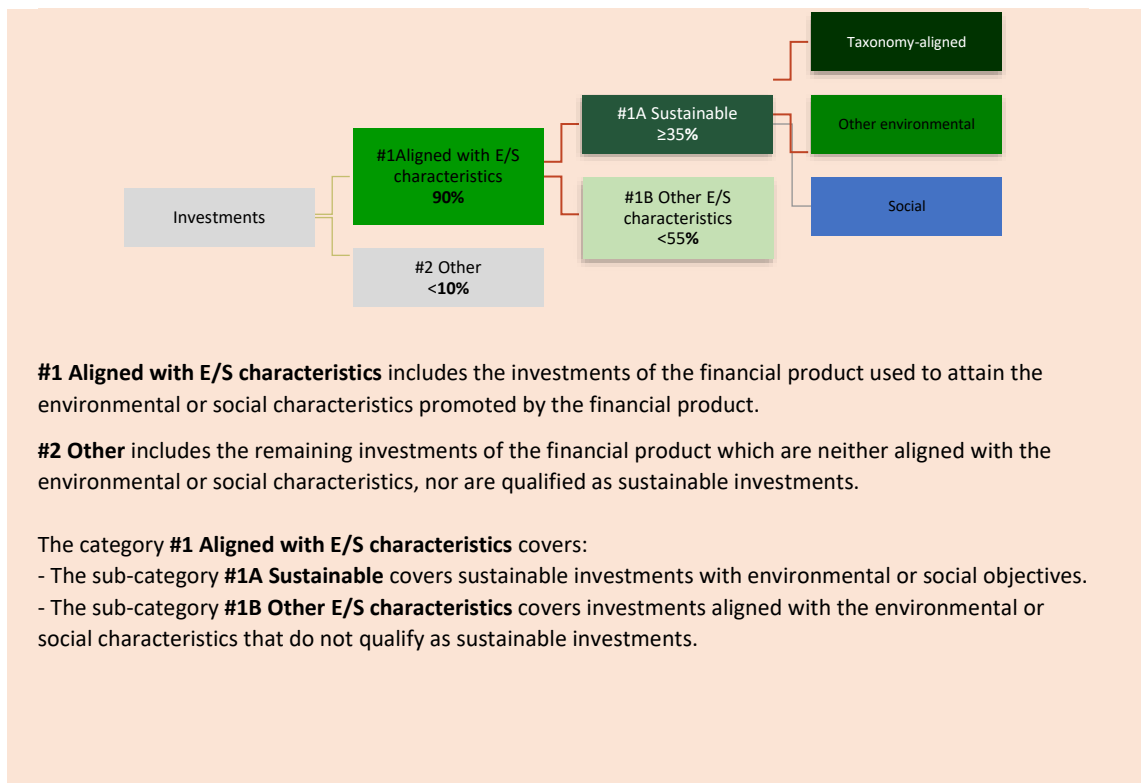 Taxonomy-aligned
#1A Sustainable
≥35%
Other environmental
#1Aligned with E/S
characteristics
90%
Investments
#1B Other E/S
characteristics
<55%
Social
#2 Other
<10%
#1 Aligned with E/S characteristics includes the investments of the financial product used to attain the
environmental or social characteristics promoted by the financial product.
#2 Other includes the remaining investments of the financial product which are neither aligned with the
environmental or social characteristics, nor are qualified as sustainable investments.
The category #1 Aligned with E/S characteristics covers:
- The sub-category #1A Sustainable covers sustainable investments with environmental or social objectives.
- The sub-category #1B Other E/S characteristics covers investments aligned with the environmental or
social characteristics that do not qualify as sustainable investments.